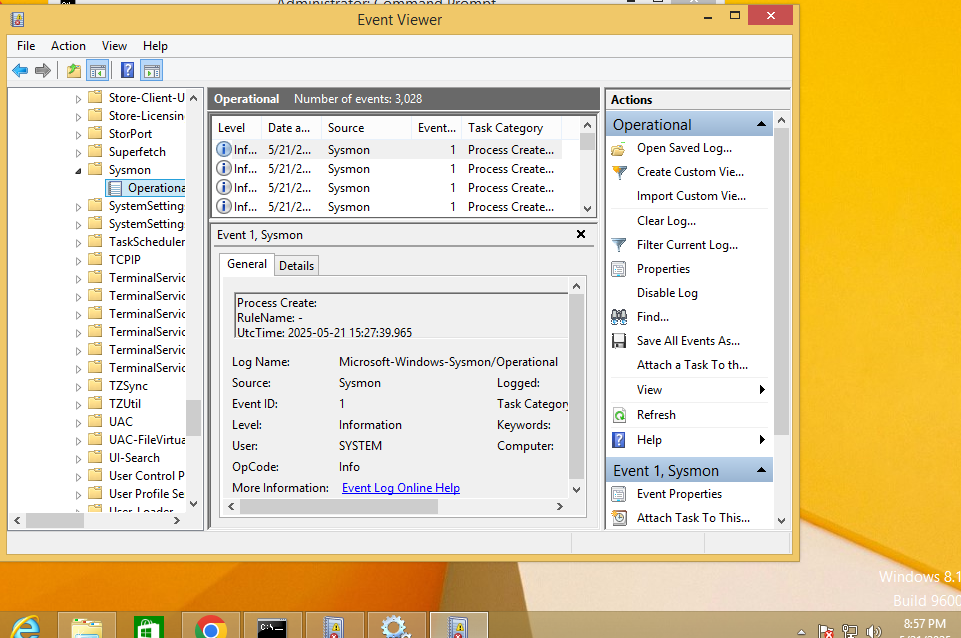 Administrator: Command Prompt
Event Viewer
File Action View Help
Store-Client-U
Store-Licensin
StorPort
Superfetch
Sysmon
Operationa
SystemSetting
SystemSetting
TaskScheduler
TCPIP
TerminalServic
TerminalServic
TerminalServic
TerminalServic
TerminalServic
TerminalServic
TZSync
TZUtil
UAC
UAC-FileVirtua
UI-Search
User Control P
User Profile Se
User-Loader
Operational Number of events: 3,028
Level Date a... Source Event... Task Category
Inf... 5/21/2... Sysmon 1 Process Create...
Inf... 5/21/2... Sysmon 1 Process Create...
Inf... 5/21/2... Sysmon 1 Process Create...
Inf... 5/21/2... Sysmon 1 Process Create...
Event 1, Sysmon
General Details
Process Create:
RuleName: -
UtcTime: 2025-05-21 15:27:39.965
Log Name: Microsoft-Windows-Sysmon/Operational
Source: Sysmon Logged:
Event ID: 1 Task Category
Level: Information Keywords:
User: SYSTEM Computer:
OpCode: Info
More Information: Event Log Online Help
Actions
Operational
Open Saved Log...
Create Custom Vie...
Import Custom Vie...
Clear Log...
Filter Current Log...
Properties
Disable Log
Find...
Save All Events As...
Attach a Task To th...
View
Refresh
Help
Event 1, Sysmon
Event Properties
Attach Task To This...
Windows 8.1
Build 9600
8:57 PM